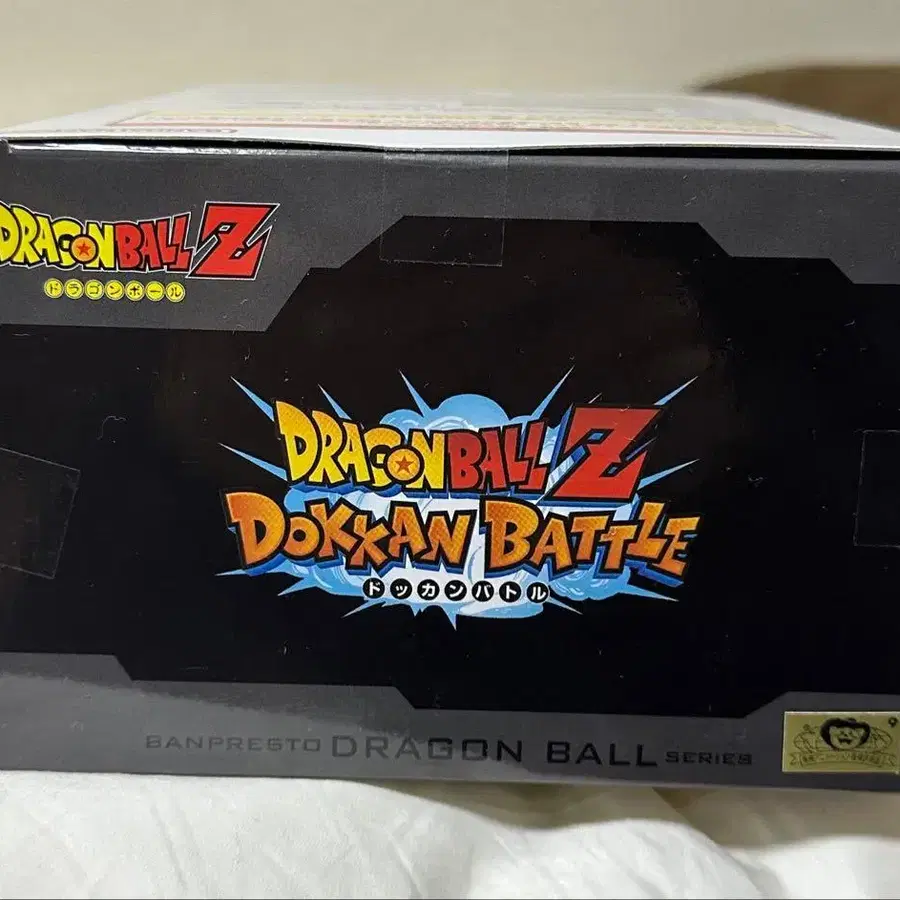 DRAGONBALL Z
ドラゴンボール
DRAGONBALL Z
DOKKAN BATTLE
ドッカンバトル
BANPRESTO DRAGON BALL SERIES